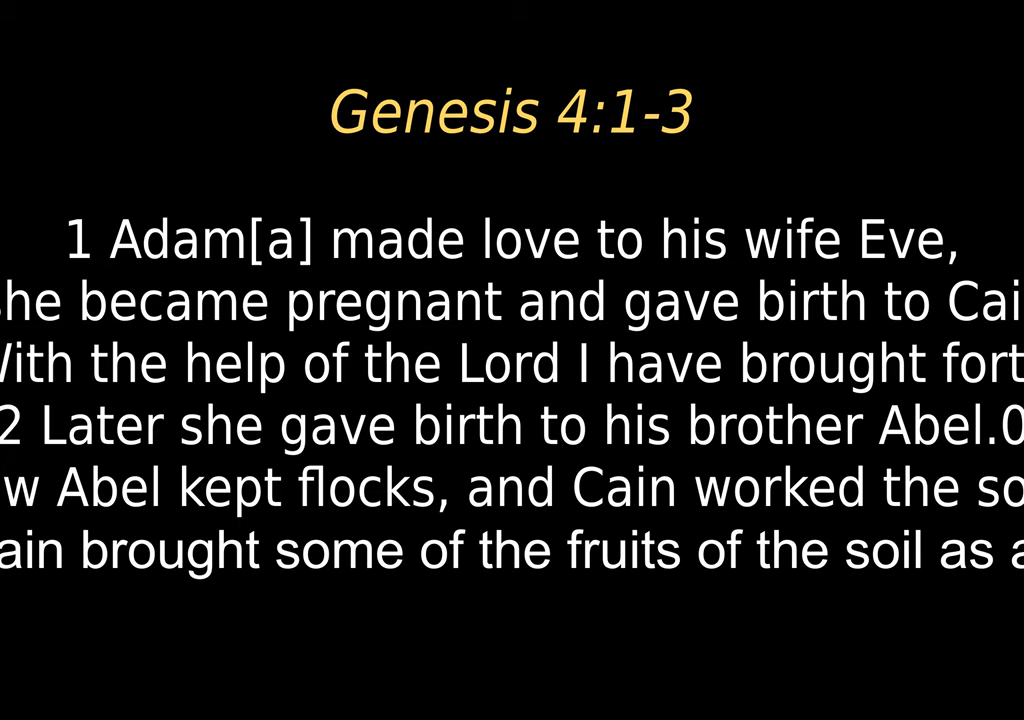 Genesis 4:1-3
1 Adam[a] made love to his wife Eve,
she became pregnant and gave birth to Cai
With the help of the Lord I have brought fort
2 Later she gave birth to his brother Abel.0
w Abel kept flocks, and Cain worked the so
ain brought some of the fruits of the soil as a